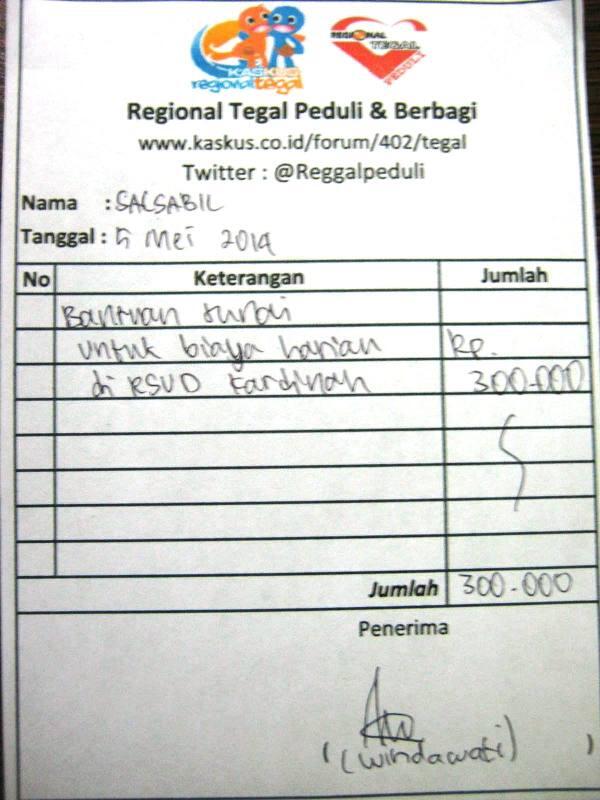 KASKUS
regional tegal
REGIONAL
TEGAL
PEDULI
Regional Tegal Peduli & Berbagi
www.kaskus.co.id/forum/402/tegal
Twitter : @Reggalpeduli
Nama : SALSABIL
Tanggal : 5 Mei 2014
No Keterangan Jumlah
Bantuan tunai
untuk biaya harian Rp.
di RSUD Kardinah 300.000
Jumlah 300.000
Penerima
(Windawati)